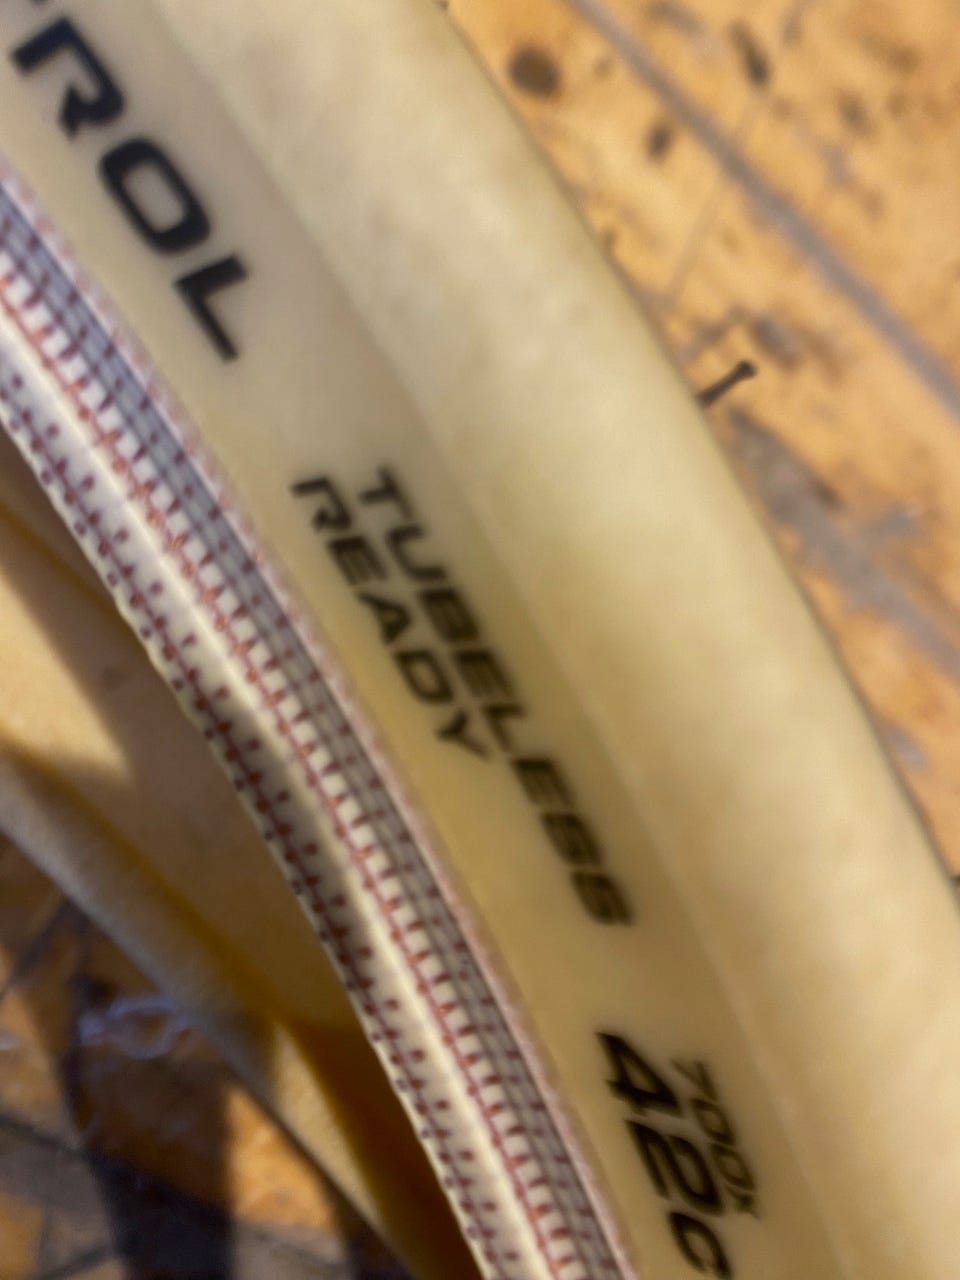 ROL
TUBELESS
READY
700x
42c